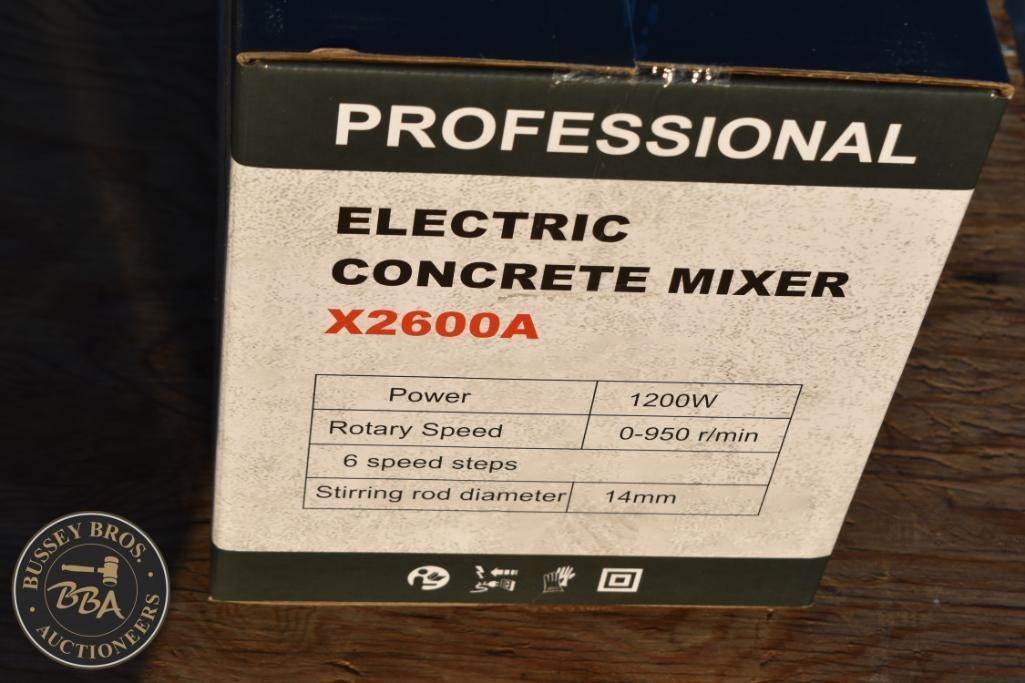 PROFESSIONAL
ELECTRIC
CONCRETE MIXER
X2600A
Power 1200W
Rotary Speed 0-950 r/min
6 speed steps
Stirring rod diameter 14mm
BUSSEY BROS.
BBA
AUCTIONEERS